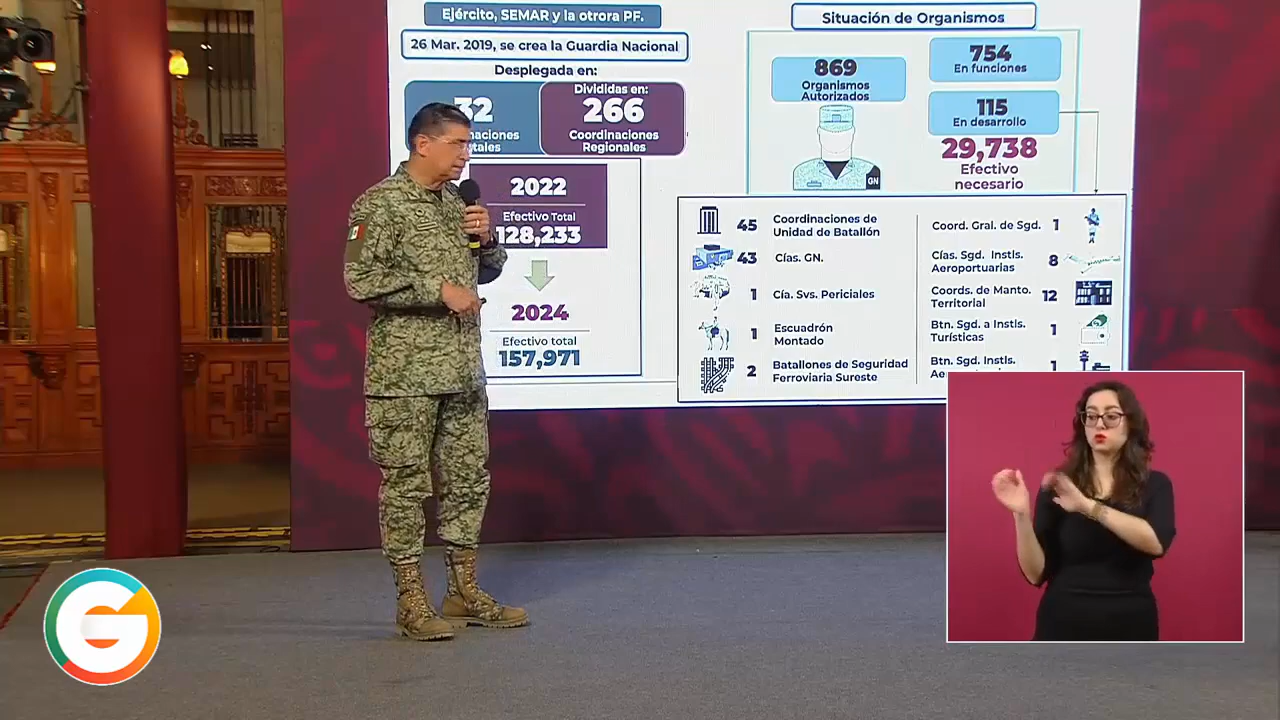 Ejército, SEMAR y la otrora PF.
26 Mar. 2019, se crea la Guardia Nacional
Desplegada en:
32
Divididas en:
266
Coordinaciones
Regionales
2022
Efectivo Total
128,233
2024
Efectivo total
157,971
Situación de Organismos
869
Organismos
Autorizados
754
En funciones
115
En desarrollo
29,738
Efectivo
necesario
GN
45 Coordinaciones de
Unidad de Batallón
43 Cías. GN.
1 Cía. Svs. Periciales
1 Escuadrón
Montado
2 Batallones de Seguridad
Ferroviaria Sureste
Coord. Gral. de Sgd. 1
Cías. Sgd. Instls.
Aeroportuarias 8
Coords. de Manto.
Territorial 12
Btn. Sgd. a Instls.
Turísticas 1
Btn. Sgd. Instls.
1
G